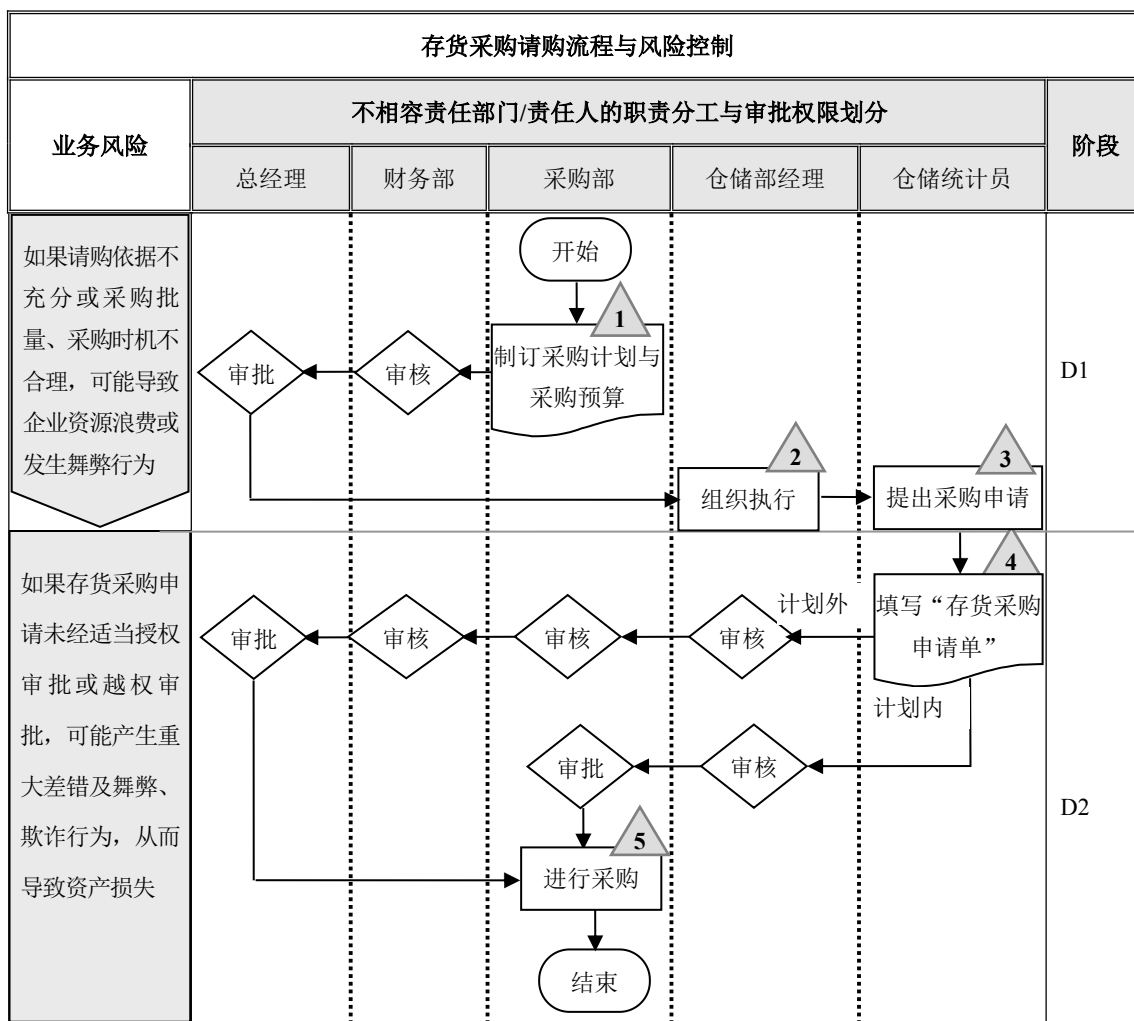 存货采购请购流程与风险控制
业务风险
不相容责任部门/责任人的职责分工与审批权限划分
阶段
总经理
财务部
采购部
仓储部经理
仓储统计员
如果请购依据不
充分或采购批
量、采购时机不
合理，可能导致
企业资源浪费或
发生舞弊行为
开始
1
制订采购计划与
采购预算
审核
审批
D1
2
组织执行
3
提出采购申请
如果存货采购申
请未经适当授权
审批或越权审
批，可能产生重
大差错及舞弊、
欺诈行为，从而
导致资产损失
4
填写“存货采购
申请单”
计划外
审核
审核
审核
审批
计划内
审核
审批
D2
5
进行采购
结束